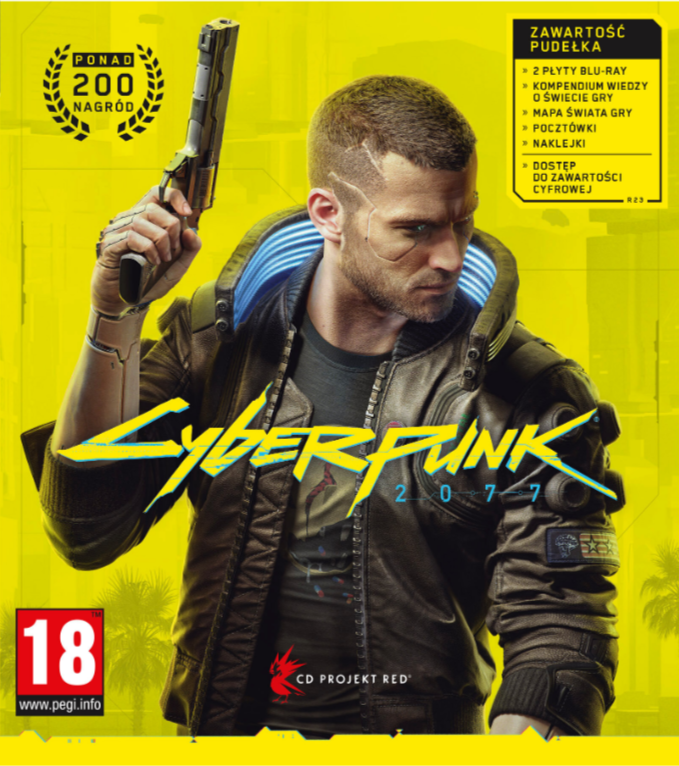 PONAD
200
NAGRÓD
ZAWARTOŚĆ
PUDEŁKA
» 2 PŁYTY BLU-RAY
» KOMPENDIUM WIEDZY
O ŚWIECIE GRY
» MAPA ŚWIATA GRY
» POCZTÓWKI
» NAKLEJKI
» DOSTĘP
DO ZAWARTOŚCI
CYFROWEJ
R23
Cyberpunk
2077
18
www.pegi.info
CD PROJEKT RED®